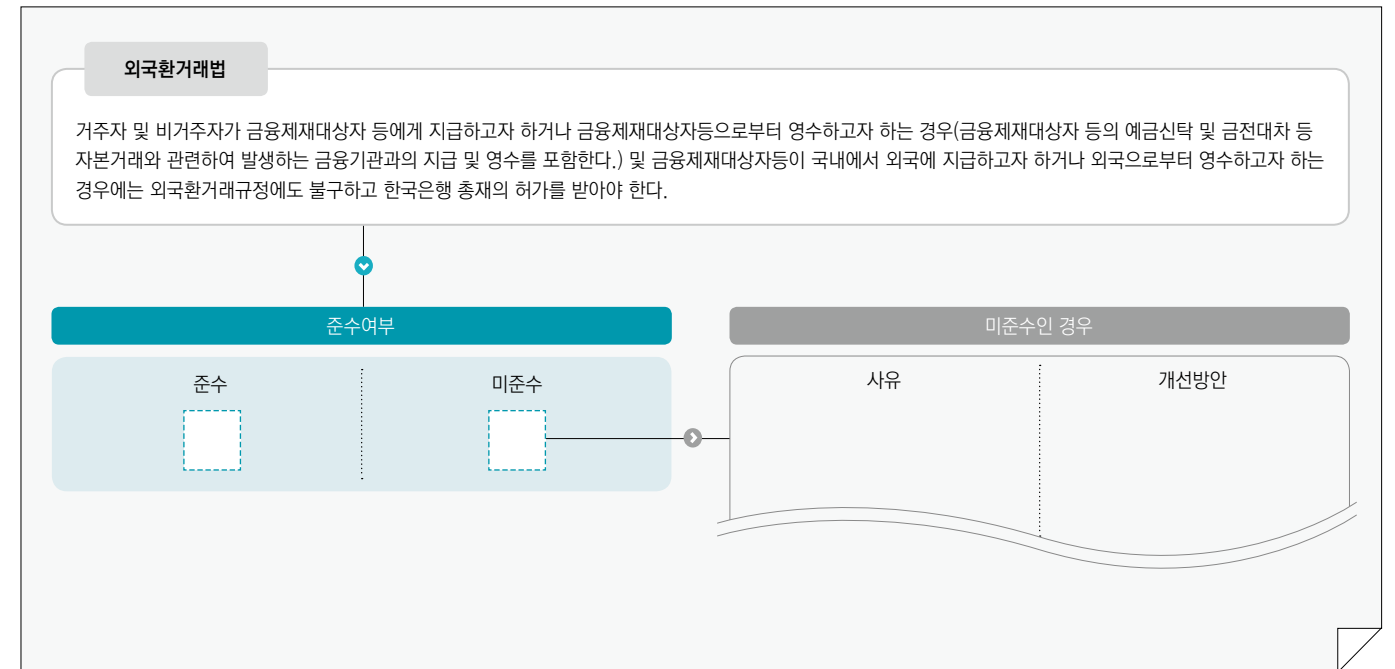 외국환거래법
거주자 및 비거주자가 금융제재대상자 등에게 지급하고자 하거나 금융제재대상자등으로부터 영수하고자 하는 경우(금융제재대상자 등의 예금신탁 및 금전대차 등
자본거래와 관련하여 발생하는 금융기관과의 지급 및 영수를 포함한다.) 및 금융제재대상자등이 국내에서 외국에 지급하고자 하거나 외국으로부터 영수하고자 하는
경우에는 외국환거래규정에도 불구하고 한국은행 총재의 허가를 받아야 한다.
준수여부
미준수인 경우
준수
미준수
사유
개선방안